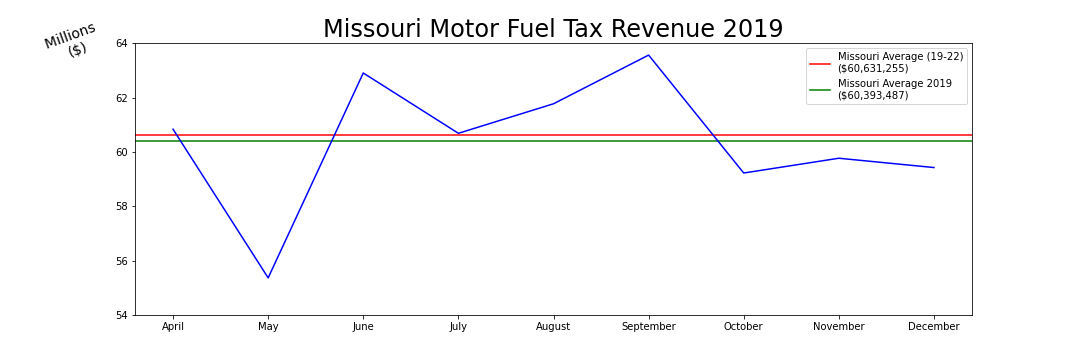 Missouri Motor Fuel Tax Revenue 2019
Millions
($)
64
62
60
58
56
54
Missouri Average (19-22)
($60,631,255)
Missouri Average 2019
($60,393,487)
April May June July August September October November December